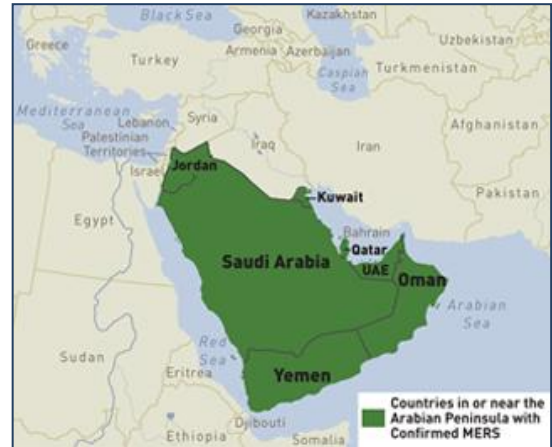 Black Sea
Kazakhstan
Georgia
Uzbekistan
Greece
Turkey
Armenia
Azerbaijan
Caspian
Sea
Turkmenistan
Mediterranean
Sea
Lebanon
Syria
Palestinian
Territories
Israel
Jordan
Iraq
Iran
Afghanistan
Pakistan
Kuwait
Egypt
Bahrain
Qatar
Saudi Arabia
UAE
Oman
Arabian
Sea
Red
Sea
Sudan
Eritrea
Yemen
Djibouti
Ethiopia
Somalia
Countries in or near the
Arabian Peninsula with
Confirmed MERS